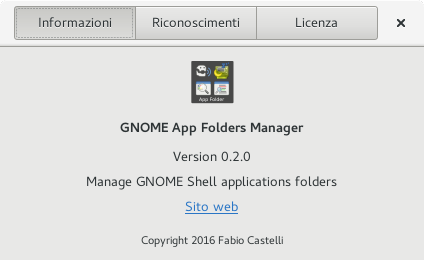 Informazioni Riconoscimenti Licenza
App Folder
GNOME App Folders Manager
Version 0.2.0
Manage GNOME Shell applications folders
Sito web
Copyright 2016 Fabio Castelli